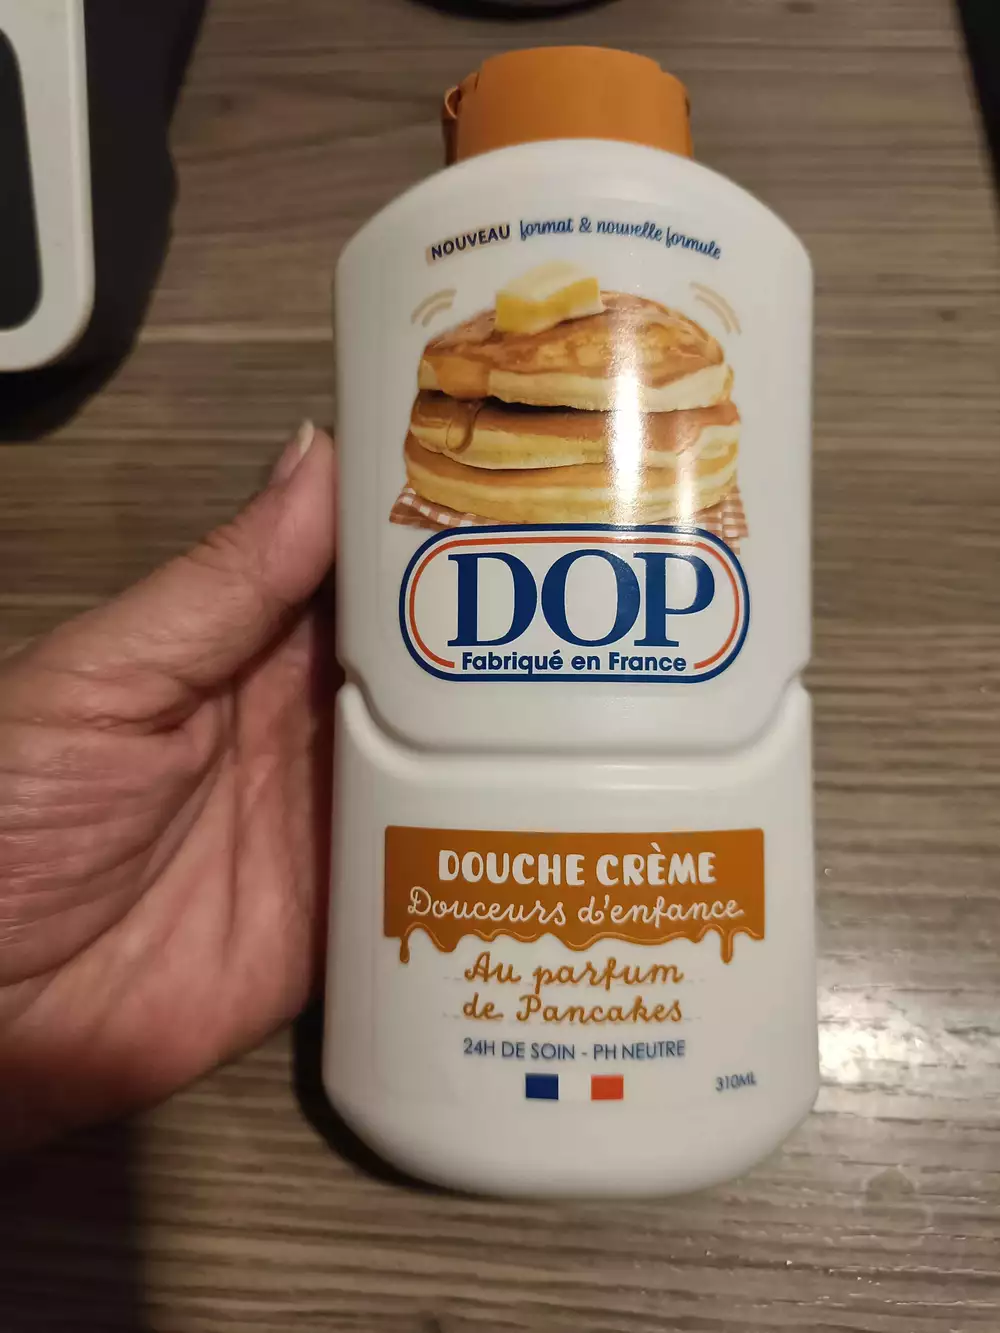 NOUVEAU format & nouvelle formule
DOP
Fabriqué en France
DOUCHE CRÈME
Douceurs d'enfance
Au parfum
de Pancakes
24H DE SOIN - PH NEUTRE
310ML